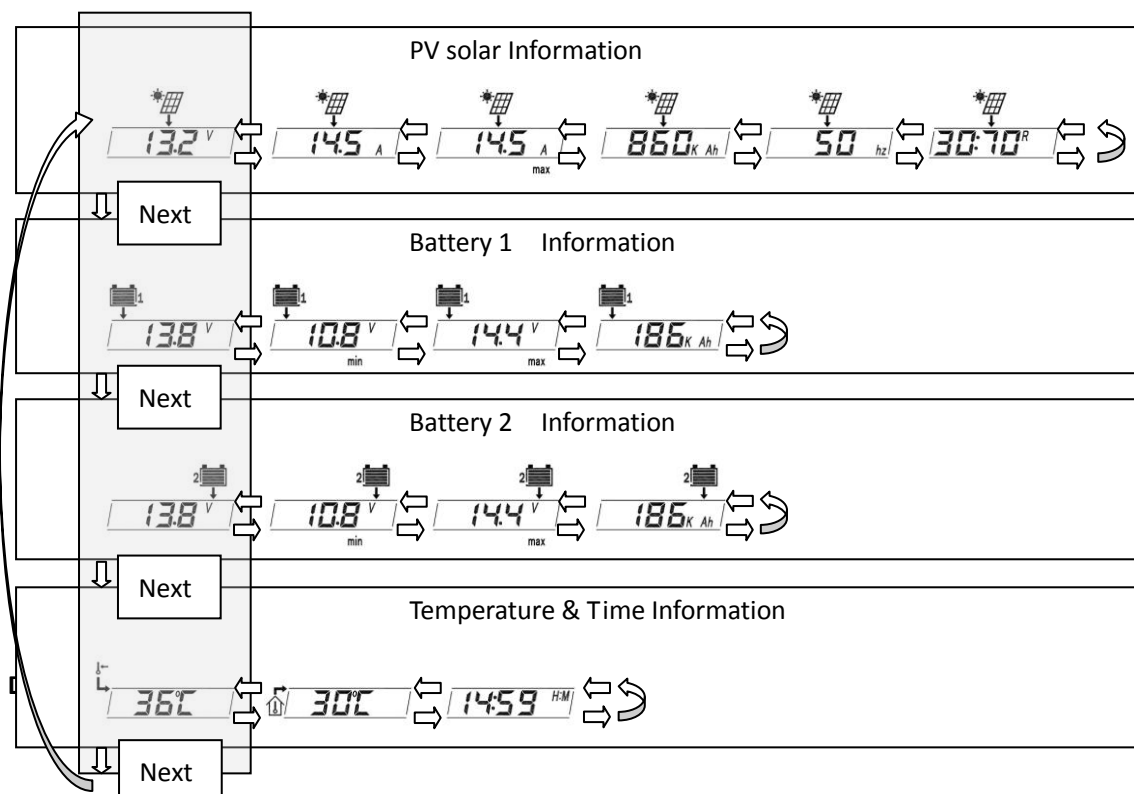 PV solar Information
13.2 V 14.5 A 14.5 A max 860 K Ah 50 hz 30:70 R
Next
Battery 1 Information
1 1 1 1
13.8 V 10.8 V min 14.4 V max 186 K Ah
Next
Battery 2 Information
2 2 2 2
13.8 V 10.8 V min 14.4 V max 186 K Ah
Next
Temperature & Time Information
36°C 30°C 14:59 H:M
Next